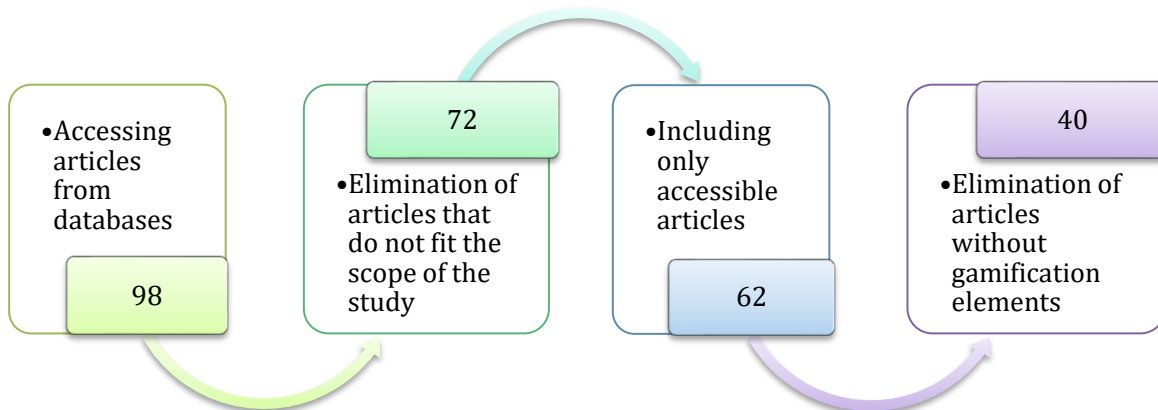 •Accessing
articles
from
databases
98
72
•Elimination of
articles that
do not fit the
scope of the
study
•Including
only
accessible
articles
62
40
•Elimination of
articles
without
gamification
elements